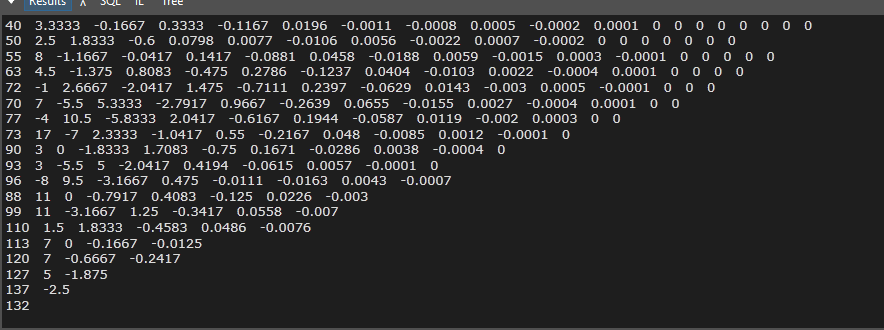 Results λ SQL IL Tree
40 3.3333 -0.1667 0.3333 -0.1167 0.0196 -0.0011 -0.0008 0.0005 -0.0002 0.0001 0 0 0 0 0 0 0 0
50 2.5 1.8333 -0.6 0.0798 0.0077 -0.0106 0.0056 -0.0022 0.0007 -0.0002 0 0 0 0 0 0 0
55 8 -1.1667 -0.0417 0.1417 -0.0881 0.0458 -0.0188 0.0059 -0.0015 0.0003 -0.0001 0 0 0 0 0
63 4.5 -1.375 0.8083 -0.475 0.2786 -0.1237 0.0404 -0.0103 0.0022 -0.0004 0.0001 0 0 0 0
72 -1 2.6667 -2.0417 1.475 -0.7111 0.2397 -0.0629 0.0143 -0.003 0.0005 -0.0001 0 0 0
70 7 -5.5 5.3333 -2.7917 0.9667 -0.2639 0.0655 -0.0155 0.0027 -0.0004 0.0001 0 0
77 -4 10.5 -5.8333 2.0417 -0.6167 0.1944 -0.0587 0.0119 -0.002 0.0003 0 0
73 17 -7 2.3333 -1.0417 0.55 -0.2167 0.048 -0.0085 0.0012 -0.0001 0
90 3 0 -1.8333 1.7083 -0.75 0.1671 -0.0286 0.0038 -0.0004 0
93 3 -5.5 5 -2.0417 0.4194 -0.0615 0.0057 -0.0001 0
96 -8 9.5 -3.1667 0.475 -0.0111 -0.0163 0.0043 -0.0007
88 11 0 -0.7917 0.4083 -0.125 0.0226 -0.003
99 11 -3.1667 1.25 -0.3417 0.0558 -0.007
110 1.5 1.8333 -0.4583 0.0486 -0.0076
113 7 0 -0.1667 -0.0125
120 7 -0.6667 -0.2417
127 5 -1.875
137 -2.5
132